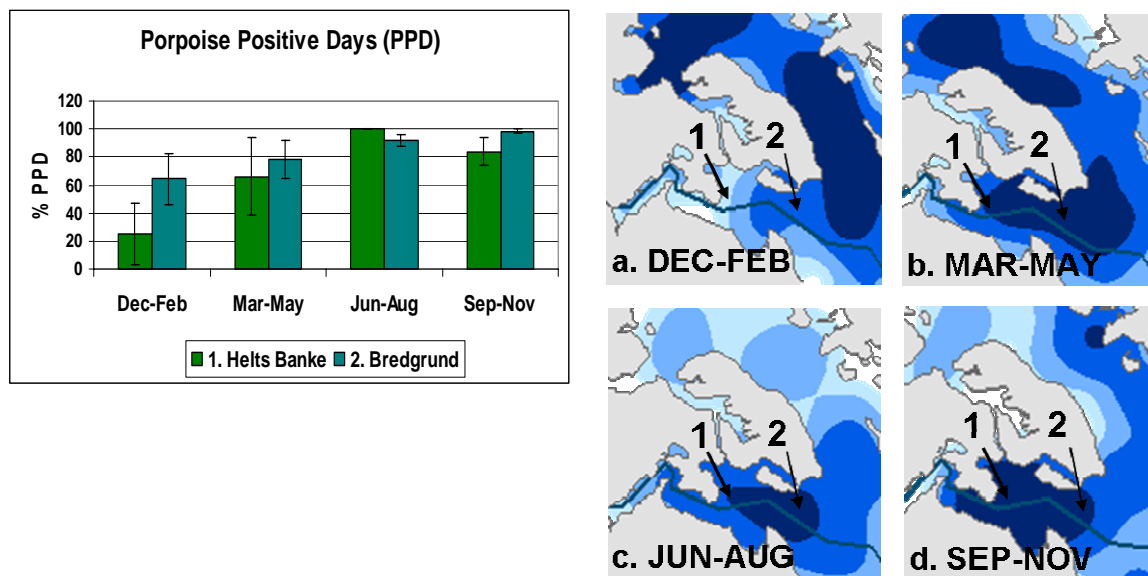 Porpoise Positive Days (PPD)
% PPD
120
100
80
60
40
20
0
Dec-Feb
Mar-May
Jun-Aug
Sep-Nov
1. Helts Banke
2. Bredgrund
1
2
a. DEC-FEB
1
2
b. MAR-MAY
1
2
c. JUN-AUG
1
2
d. SEP-NOV